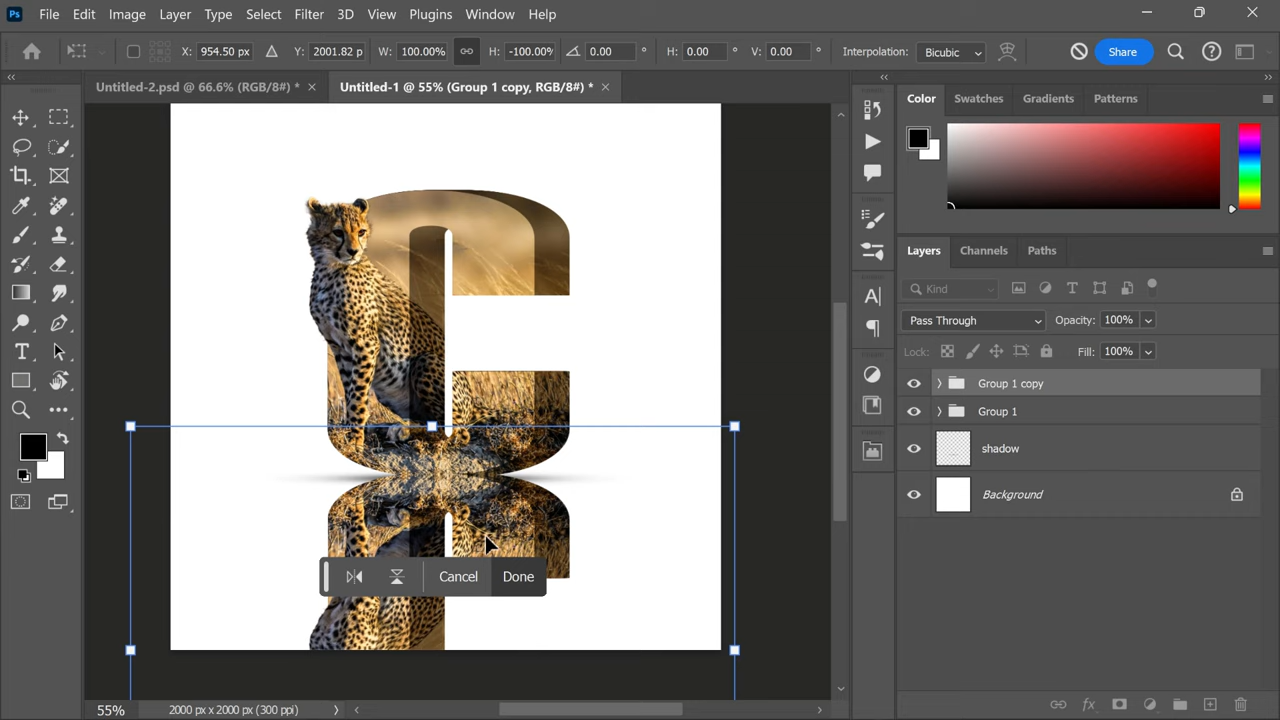 Ps File Edit Image Layer Type Select Filter 3D View Plugins Window Help
X: 954.50 px Y: 2001.82 p W: 100.00% H: -100.00% 0.00 ° H: 0.00 ° V: 0.00 ° Interpolation: Bicubic Share
Untitled-2.psd @ 66.6% (RGB/8#) * Untitled-1 @ 55% (Group 1 copy, RGB/8#) *
Color Swatches Gradients Patterns
Layers Channels Paths
Kind
Pass Through Opacity: 100%
Lock: Fill: 100%
Group 1 copy
Group 1
shadow
Background
Cancel Done
55% 2000 px x 2000 px (300 ppi)